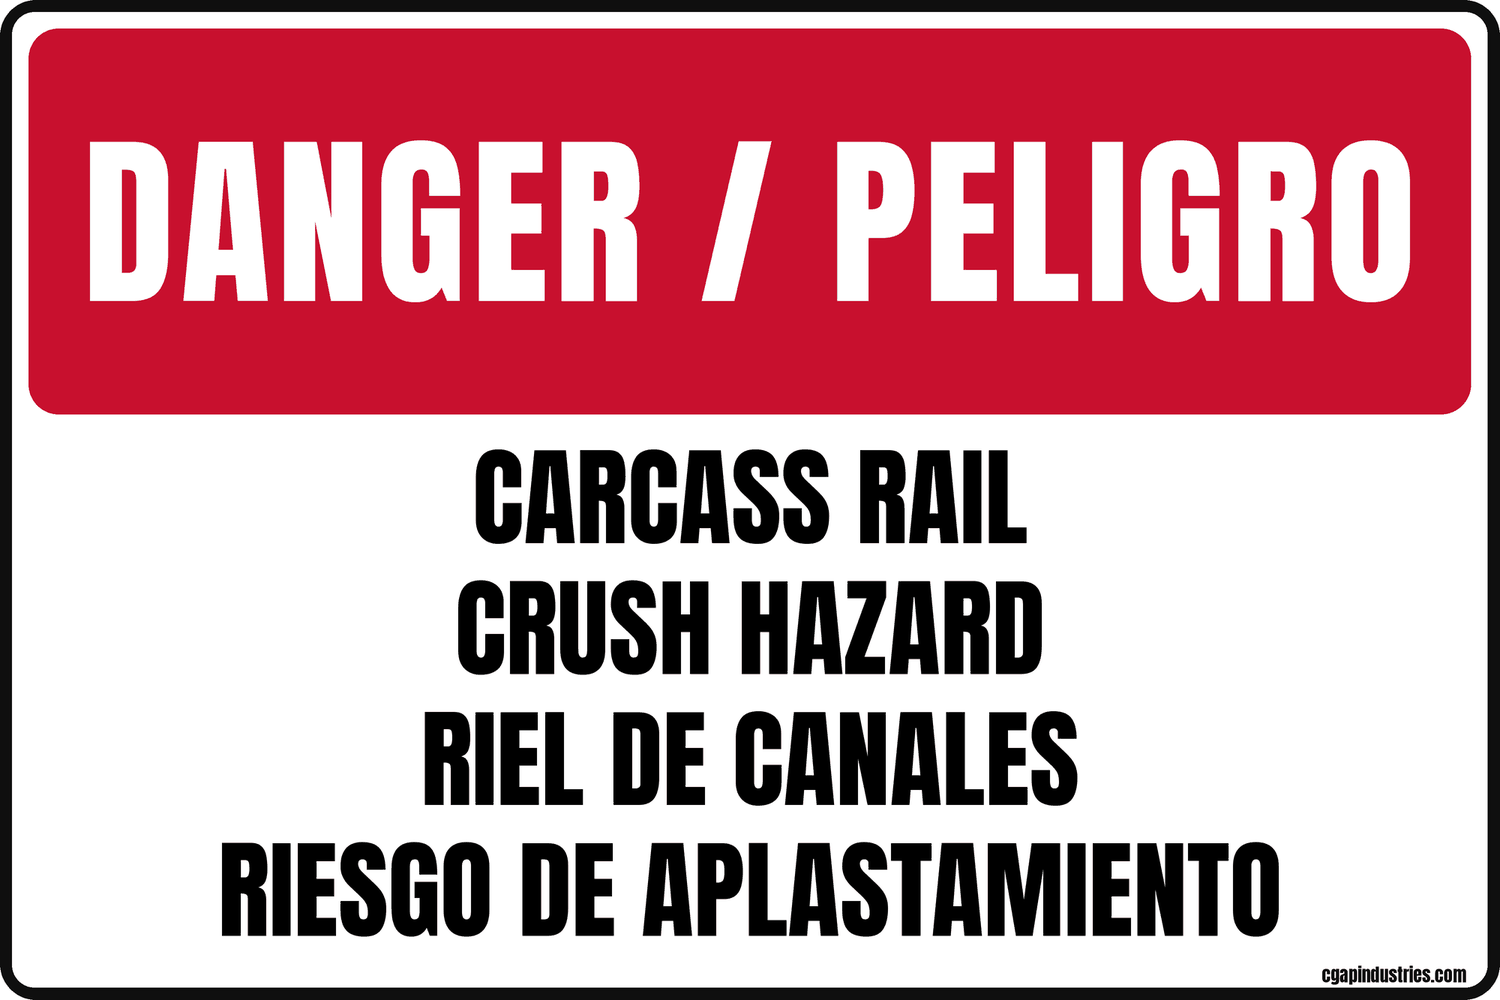 DANGER / PELIGRO
CARCASS RAIL
CRUSH HAZARD
RIEL DE CANALES
RIESGO DE APLASTAMIENTO
cgapindustries.com